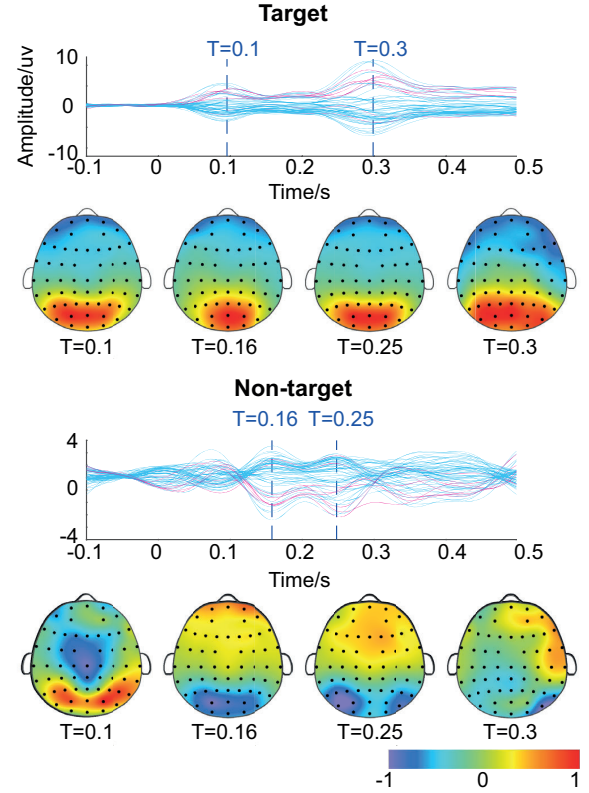 Target
T=0.1 T=0.3
Amplitude/uv
10
0
-10
-0.1 0 0.1 0.2 0.3 0.4 0.5
Time/s
T=0.1 T=0.16 T=0.25 T=0.3
Non-target
T=0.16 T=0.25
4
0
-4
-0.1 0 0.1 0.2 0.3 0.4 0.5
Time/s
T=0.1 T=0.16 T=0.25 T=0.3
-1 0 1